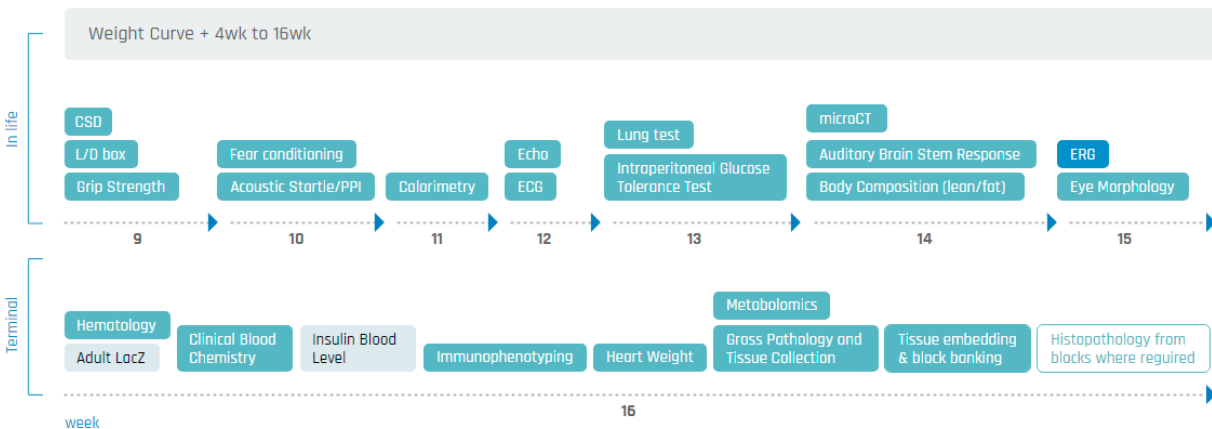 Weight Curve + 4wk to 16wk
In life
CSD
L/D box
Grip Strength
Fear conditioning
Acoustic Startle/PPI
Calorimetry
Echo
ECG
Lung test
Intraperitoneal Glucose
Tolerance Test
microCT
Auditory Brain Stem Response
Body Composition (lean/fat)
ERG
Eye Morphology
9
10
11
12
13
14
15
Terminal
Hematology
Adult LacZ
Clinical Blood
Chemistry
Insulin Blood
Level
Immunophenotyping
Heart Weight
Metabolomics
Gross Pathology and
Tissue Collection
Tissue embedding
& block banking
Histopathology from
blocks where required
16
week